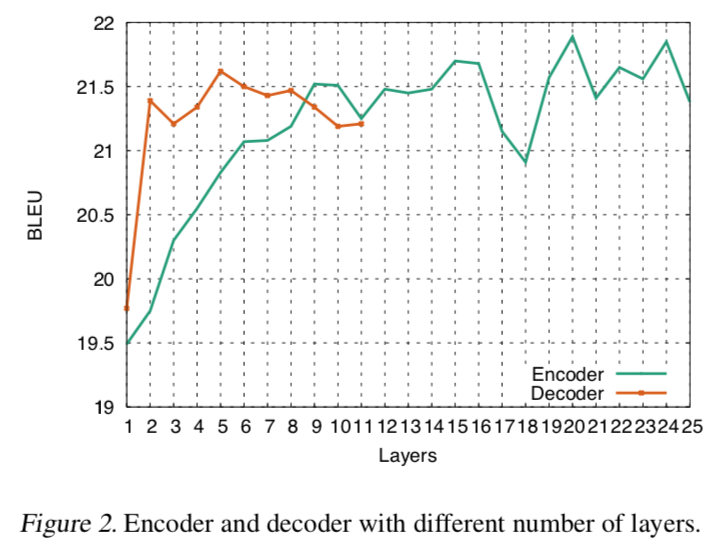 22
21.5
21
20.5
20
19.5
19
BLEU
Encoder
Decoder
1 2 3 4 5 6 7 8 9 10 11 12 13 14 15 16 17 18 19 20 21 22 23 24 25
Layers
Figure 2. Encoder and decoder with different number of layers.